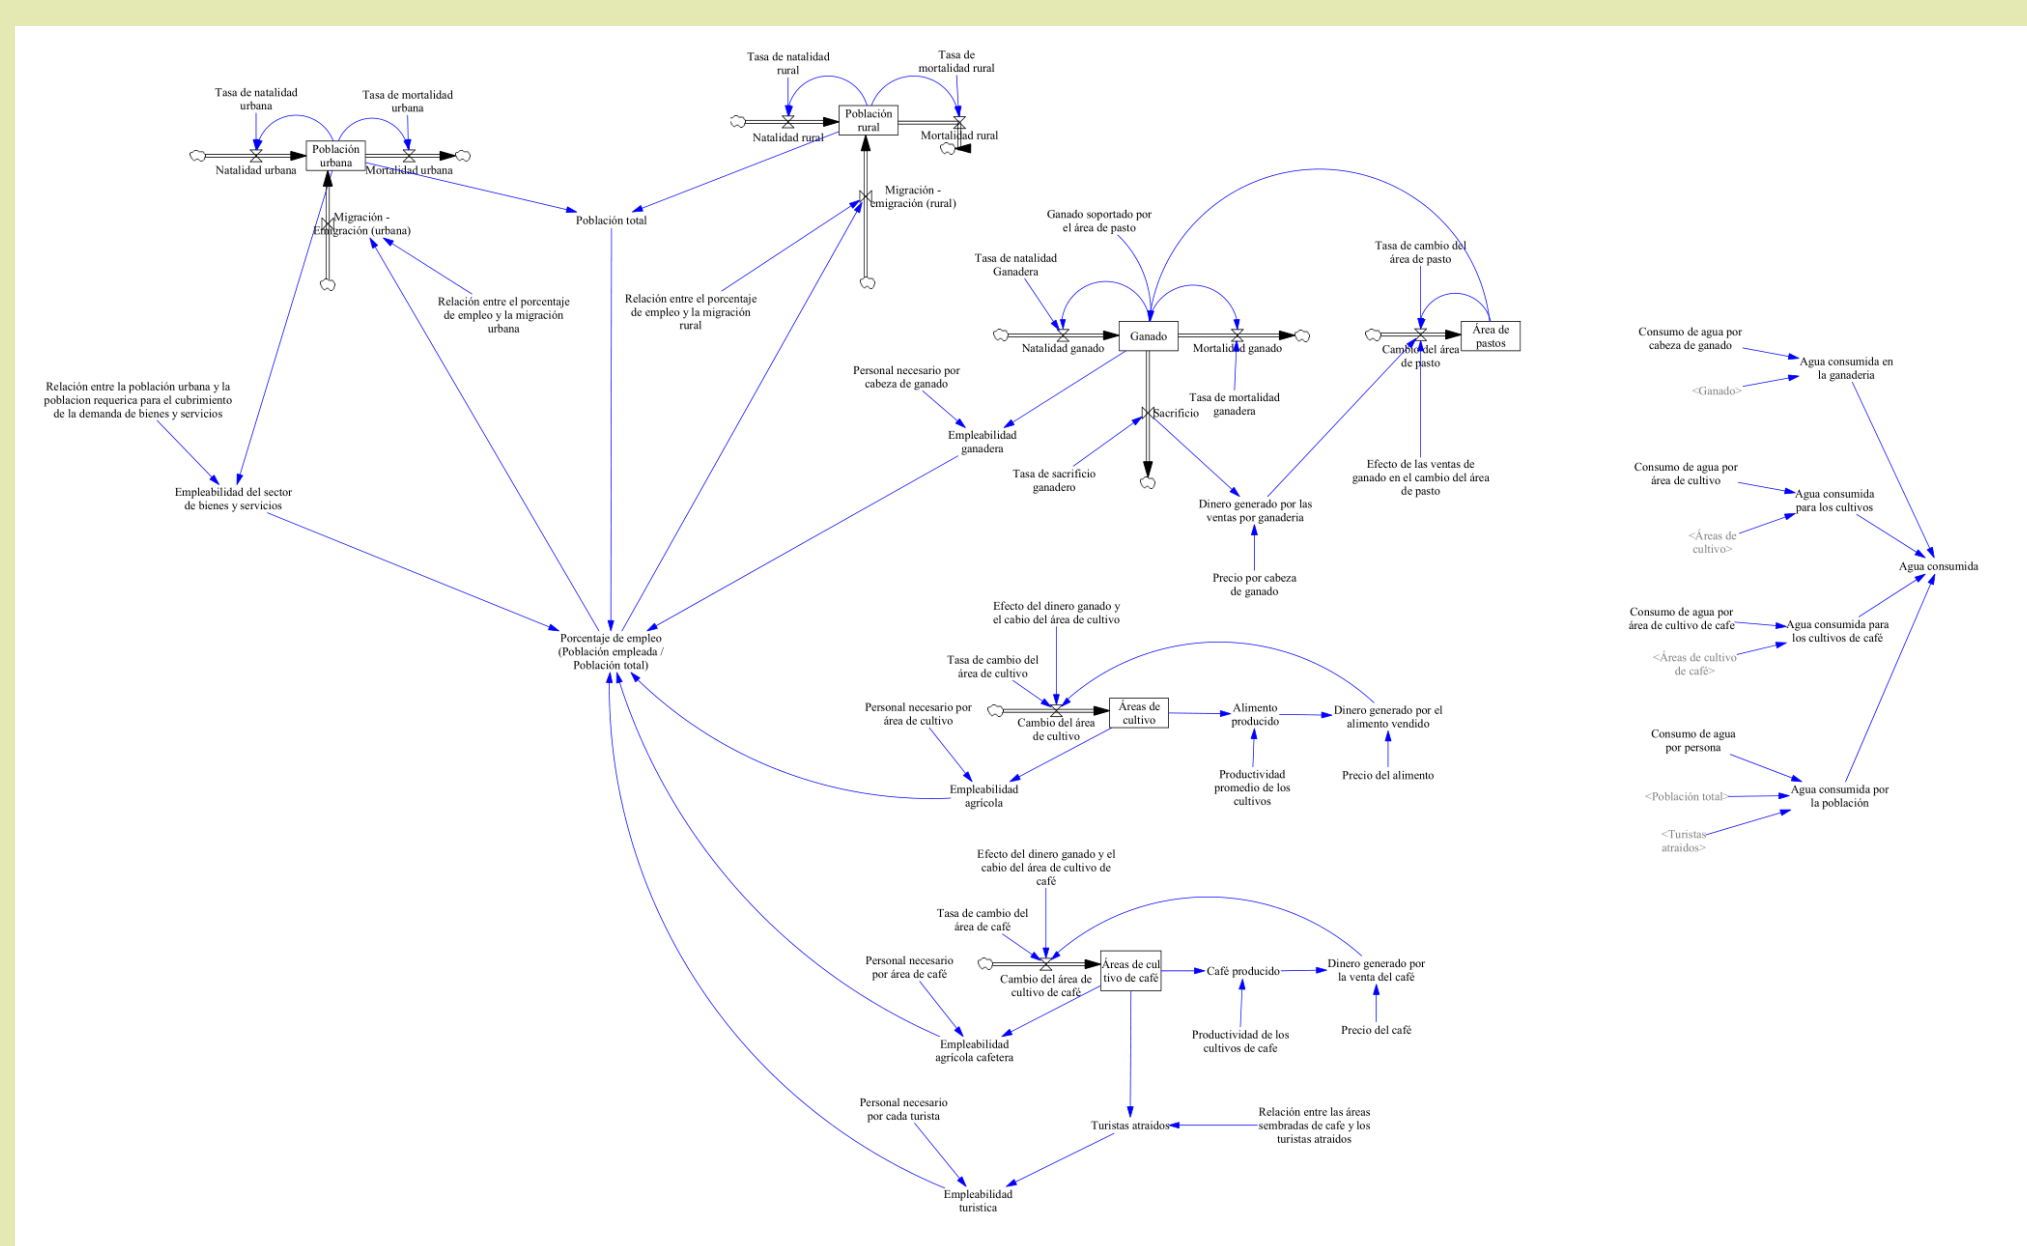 Tasa de natalidad
urbana
Tasa de mortalidad
urbana
Población
urbana
Natalidad urbana
Mortalidad urbana
Migración -
Emigración (urbana)
Tasa de natalidad
rural
Tasa de
mortalidad rural
Población
rural
Natalidad rural
Mortalidad rural
Migración -
emigración (rural)
Población total
Relación entre el porcentaje
de empleo y la migración
urbana
Relación entre el porcentaje
de empleo y la migración
rural
Relación entre la población urbana y la
poblacion requerica para el cubrimiento
de la demanda de bienes y servicios
Empleabilidad del sector
de bienes y servicios
Porcentaje de empleo
(Población empleada /
Población total)
Ganado soportado por
el área de pasto
Tasa de natalidad
Ganadera
Ganado
Natalidad ganado
Mortalidad ganado
Tasa de cambio del
área de pasto
Área de
pastos
Cambio del área
de pasto
Personal necesario por
cabeza de ganado
Empleabilidad
ganadera
Sacrificio
Tasa de mortalidad
ganadera
Tasa de sacrificio
ganadero
Efecto de las ventas de
ganado en el cambio del área
de pasto
Dinero generado por las
ventas por ganaderia
Precio por cabeza
de ganado
Efecto del dinero ganado y
el cabio del área de cultivo
Tasa de cambio del
área de cultivo
Personal necesario por
área de cultivo
Cambio del área
de cultivo
Áreas de
cultivo
Alimento
producido
Dinero generado por el
alimento vendido
Productividad
promedio de los
cultivos
Precio del alimento
Empleabilidad
agrícola
Efecto del dinero ganado y el
cabio del área de cultivo de
café
Tasa de cambio del
área de café
Personal necesario
por área de café
Cambio del área de
cultivo de café
Áreas de cul
tivo de café
Café producido
Dinero generado por
la venta del café
Productividad de los
cultivos de cafe
Precio del café
Empleabilidad
agrícola cafetera
Personal necesario
por cada turista
Turistas atraidos
Relación entre las áreas
sembradas de cafe y los
turistas atraidos
Empleabilidad
turistica
Consumo de agua por
cabeza de ganado
<Ganado>
Agua consumida en
la ganaderia
Consumo de agua por
área de cultivo
<Áreas de
cultivo>
Agua consumida
para los cultivos
Agua consumida
Consumo de agua por
área de cultivo de cafe
<Áreas de cultivo
de café>
Agua consumida para
los cultivos de café
Consumo de agua
por persona
<Población total>
<Turistas
atraidos>
Agua consumida por
la población